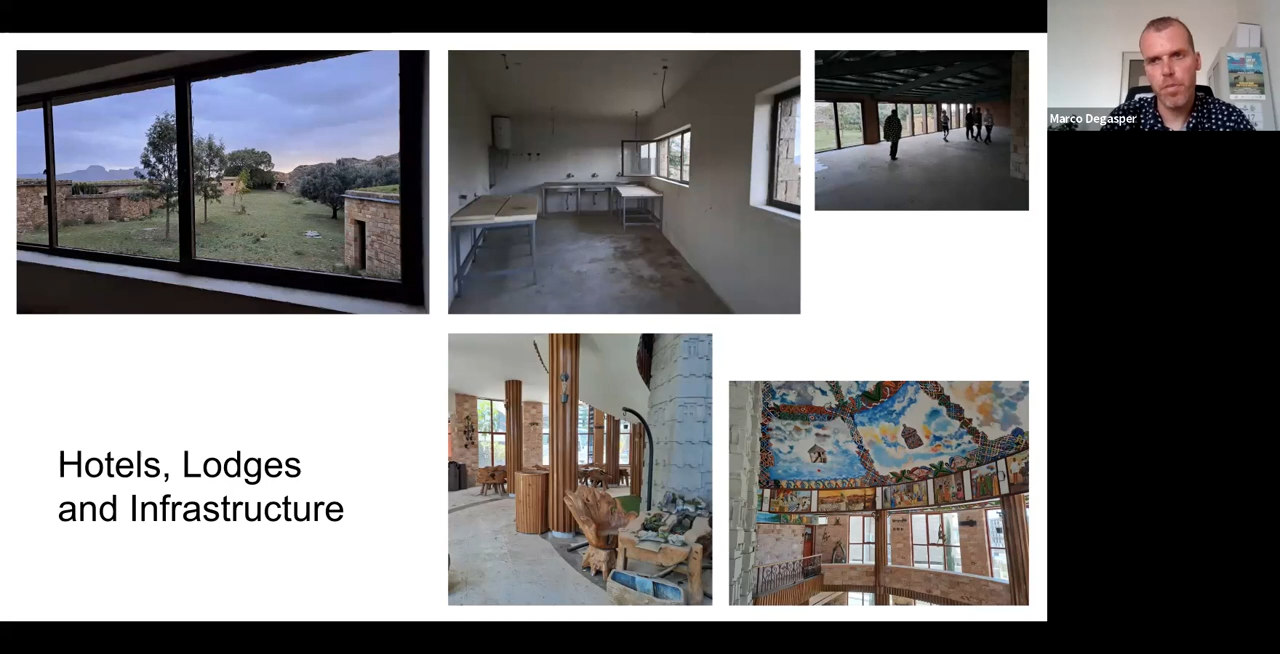 Hotels, Lodges
and Infrastructure
Marco Degasper